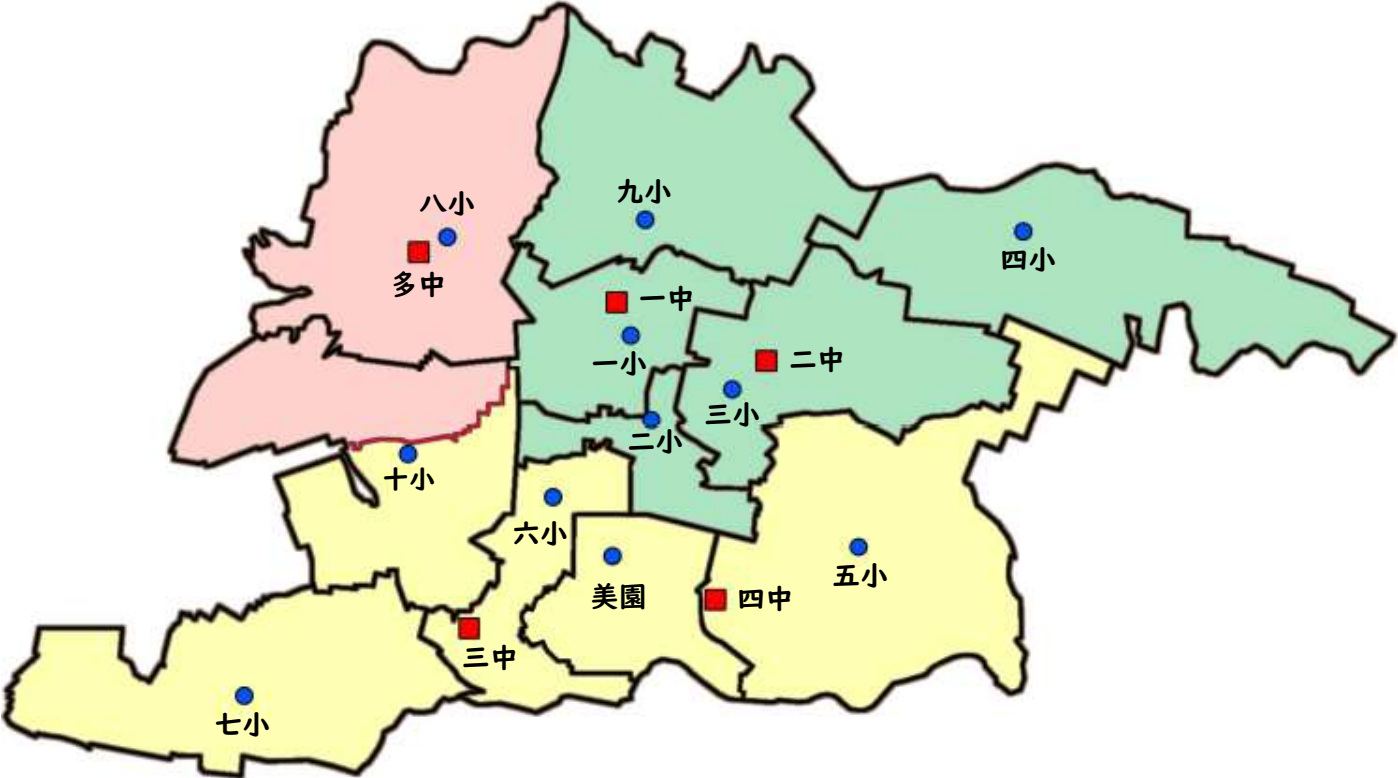 九小
八小
四小
多中
一中
一小
二中
三小
二小
十小
六小
五小
美園
四中
三中
七小